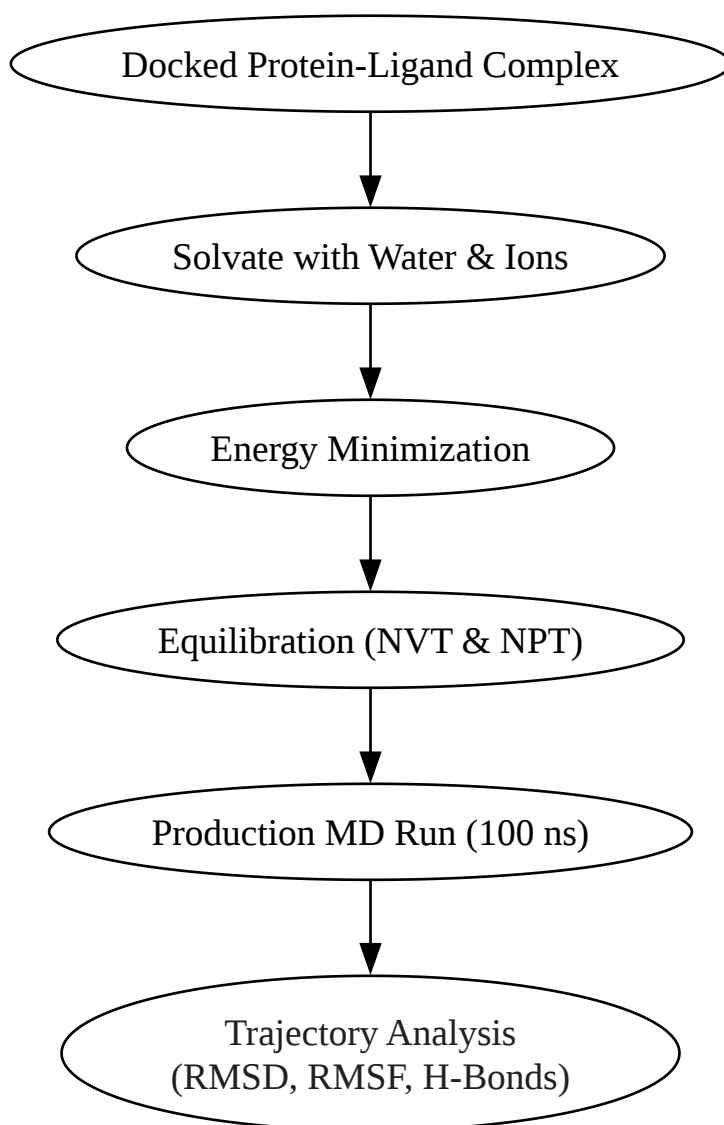 Docked Protein-Ligand Complex
Solvate with Water & Ions
Energy Minimization
Equilibration (NVT & NPT)
Production MD Run (100 ns)
Trajectory Analysis
(RMSD, RMSF, H-Bonds)